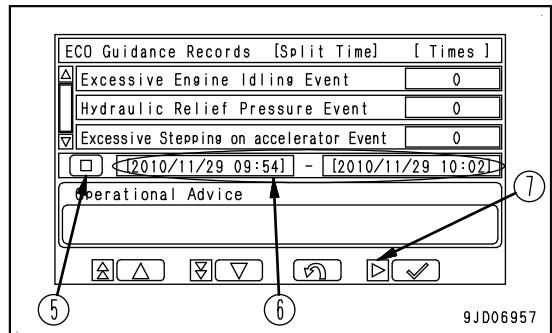 ECO Guidance Records [Split Time] [ Times ]
Excessive Engine Idling Event 0
Hydraulic Relief Pressure Event 0
Excessive Stepping on accelerator Event 0
[2010/11/29 09:54] - [2010/11/29 10:02]
Operational Advice
7
5
6
9JD06957